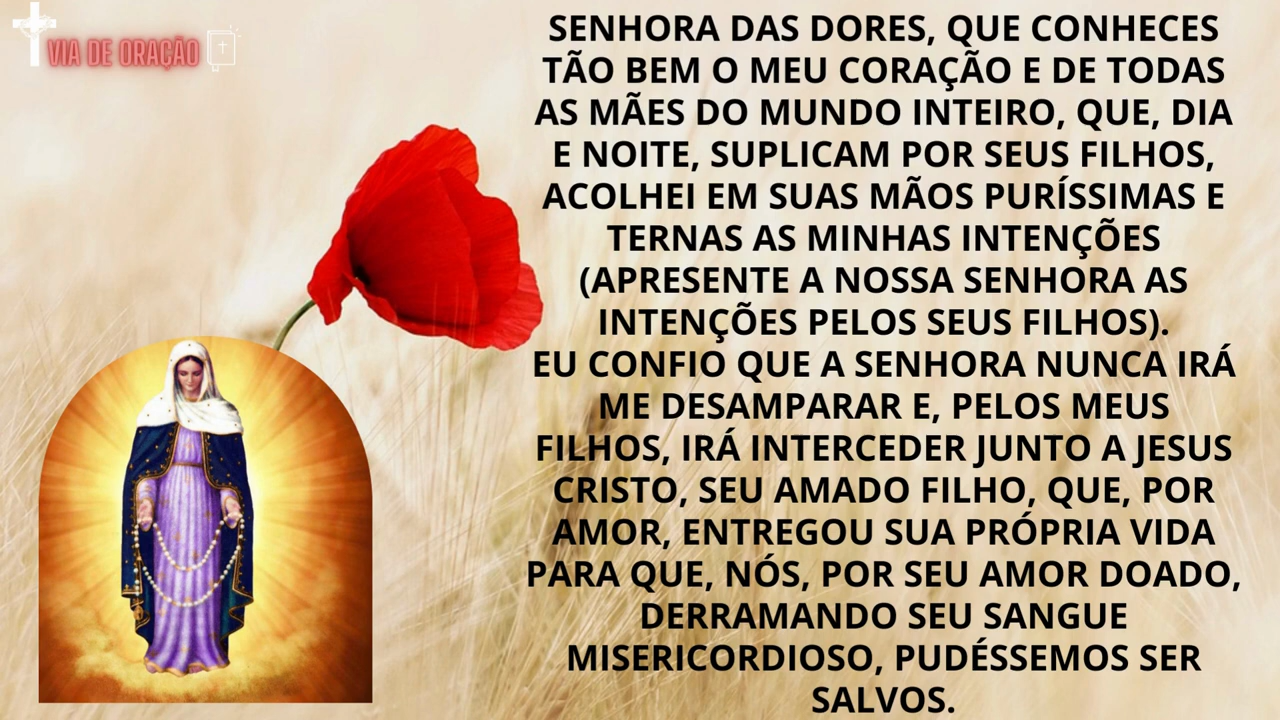 VIA DE ORAÇÃO
SENHORA DAS DORES, QUE CONHECES
TÃO BEM O MEU CORAÇÃO E DE TODAS
AS MÃES DO MUNDO INTEIRO, QUE, DIA
E NOITE, SUPLICAM POR SEUS FILHOS,
ACOLHEI EM SUAS MÃOS PURÍSSIMAS E
TERNAS AS MINHAS INTENÇÕES
(APRESENTE A NOSSA SENHORA AS
INTENÇÕES PELOS SEUS FILHOS).
EU CONFIO QUE A SENHORA NUNCA IRÁ
ME DESAMPARAR E, PELOS MEUS
FILHOS, IRÁ INTERCEDER JUNTO A JESUS
CRISTO, SEU AMADO FILHO, QUE, POR
AMOR, ENTREGOU SUA PRÓPRIA VIDA
PARA QUE, NÓS, POR SEU AMOR DOADO,
DERRAMANDO SEU SANGUE
MISERICORDIOSO, PUDÉSSEMOS SER
SALVOS.